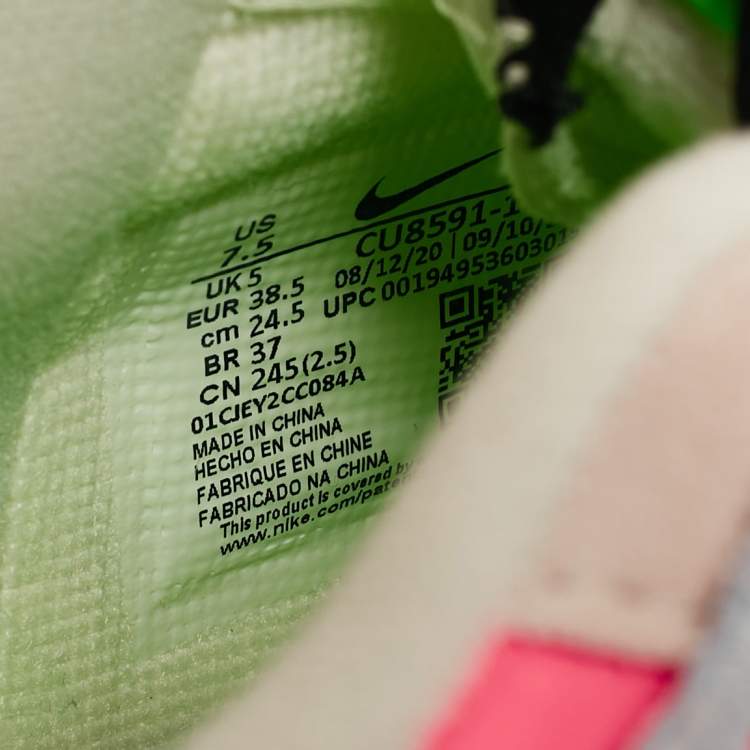 US
7.5
UK 5
EUR 38.5
cm 24.5
BR 37
CN 245(2.5)
01CJEY2CC084A
MADE IN CHINA
HECHO EN CHINA
FABRIQUE EN CHINE
FABRICADO NA CHINA
This product is covered by
www.nike.com/paten
CU8591-1
08/12/20 | 09/10/
UPC 0019495360301